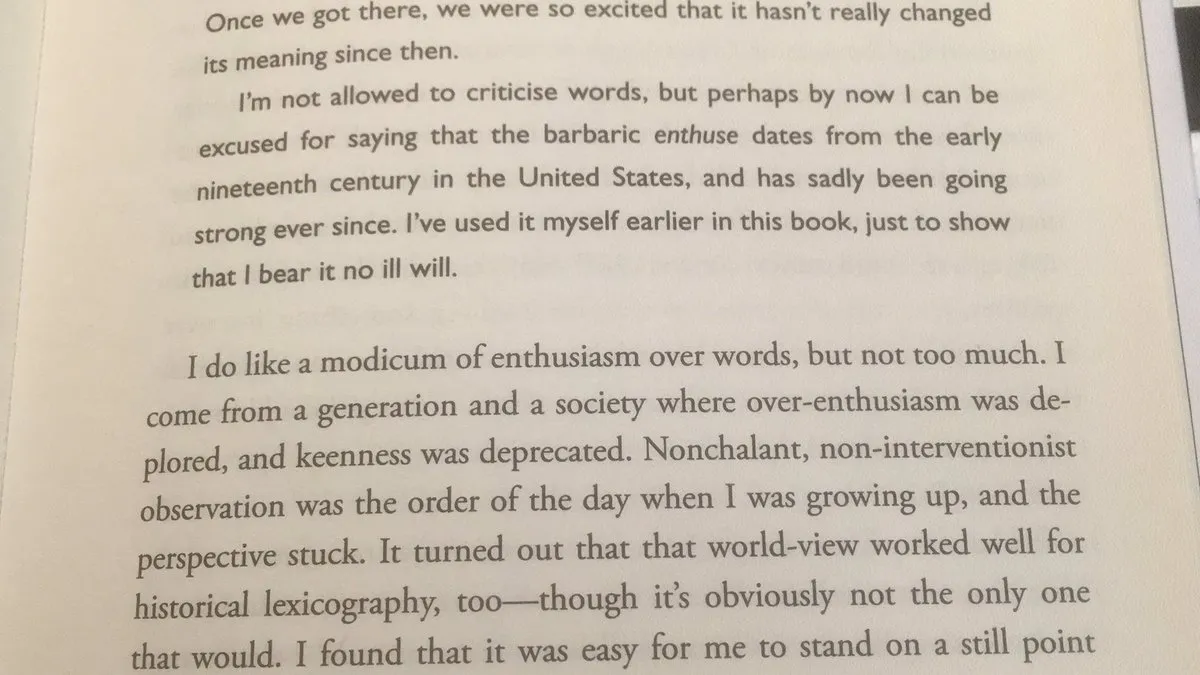 Once we got there, we were so excited that it hasn't really changed
its meaning since then.
I'm not allowed to criticise words, but perhaps by now I can be
excused for saying that the barbaric enthuse dates from the early
nineteenth century in the United States, and has sadly been going
strong ever since. I've used it myself earlier in this book, just to show
that I bear it no ill will.
I do like a modicum of enthusiasm over words, but not too much. I
come from a generation and a society where over-enthusiasm was de-
plored, and keenness was deprecated. Nonchalant, non-interventionist
observation was the order of the day when I was growing up, and the
perspective stuck. It turned out that that world-view worked well for
historical lexicography, too—though it's obviously not the only one
that would. I found that it was easy for me to stand on a still point